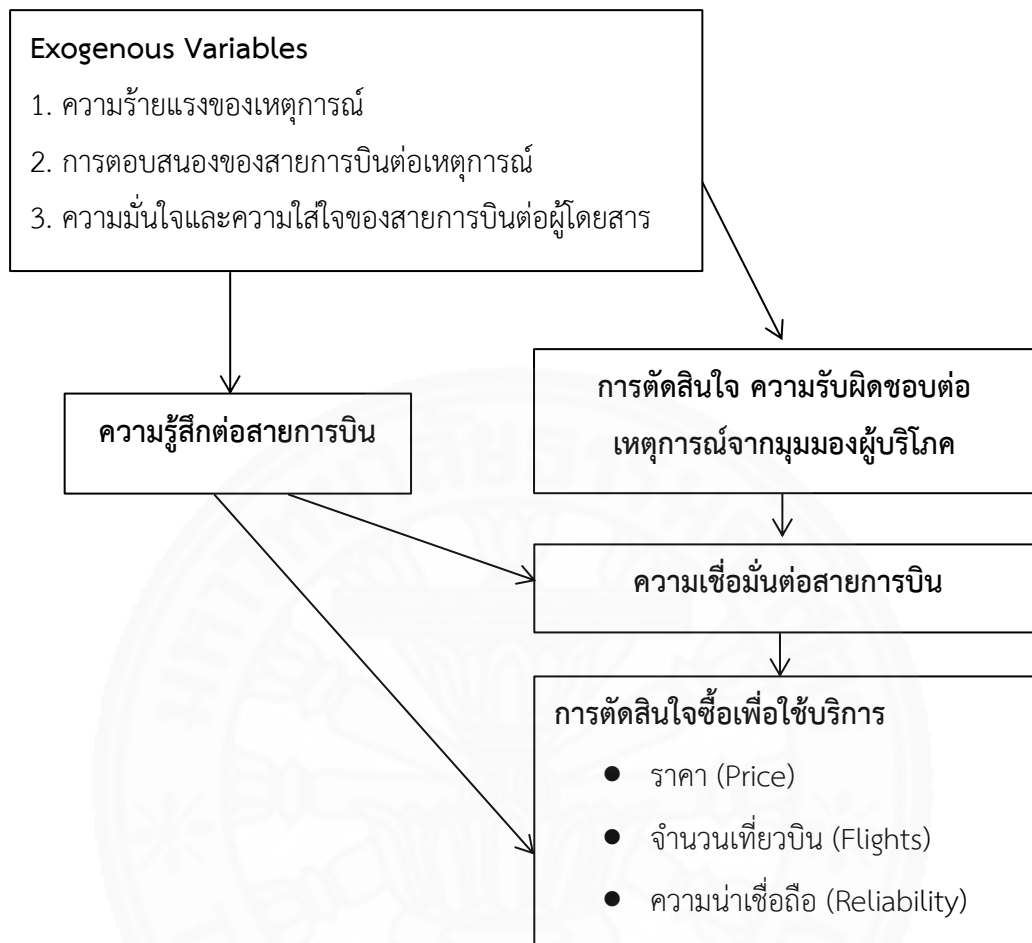 Exogenous Variables
1. ความร้ายแรงของเหตุการณ์
2. การตอบสนองของสายการบินต่อเหตุการณ์
3. ความมั่นใจและความใส่ใจของสายการบินต่อผู้โดยสาร
ความรู้สึกต่อสายการบิน
การตัดสินใจ ความรับผิดชอบต่อ
เหตุการณ์จากมุมมองผู้บริโภค
ความเชื่อมั่นต่อสายการบิน
การตัดสินใจซื้อเพื่อใช้บริการ
● ราคา (Price)
● จำนวนเที่ยวบิน (Flights)
● ความน่าเชื่อถือ (Reliability)